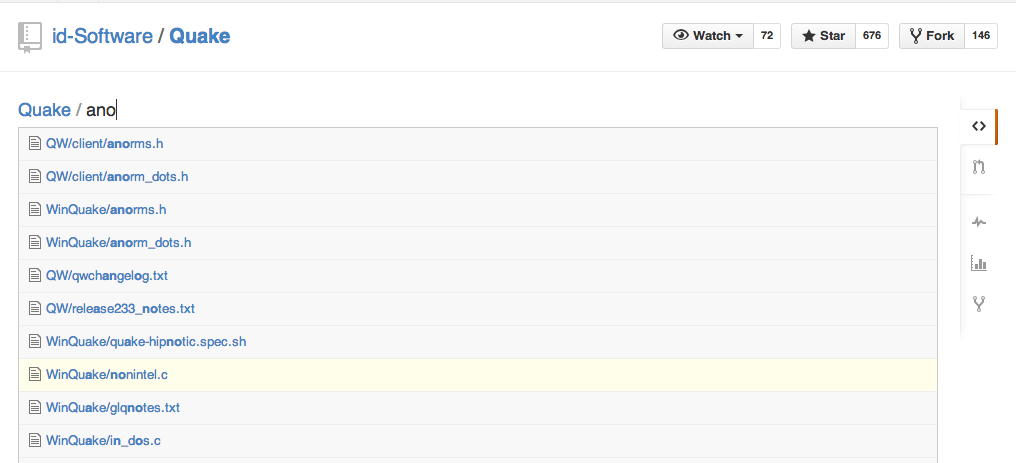 id-Software / Quake
Watch 72 Star 676 Fork 146
Quake / ano
QW/client/anorms.h
QW/client/anorm_dots.h
WinQuake/anorms.h
WinQuake/anorm_dots.h
QW/qwchangelog.txt
QW/release233_notes.txt
WinQuake/quake-hipnotic.spec.sh
WinQuake/nonintel.c
WinQuake/glqnotes.txt
WinQuake/in_dos.c